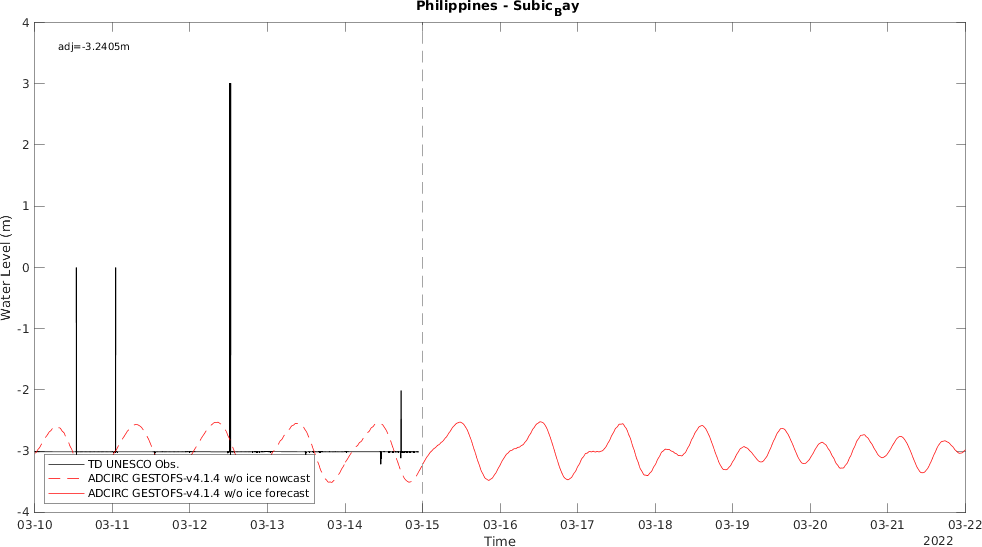 Philippines - Subic_Bay
adj=-3.2405m
4
3
2
1
0
-1
-2
-3
-4
Water Level (m)
TD UNESCO Obs.
ADCIRC GESTOFS-v4.1.4 w/o ice nowcast
ADCIRC GESTOFS-v4.1.4 w/o ice forecast
03-10 03-11 03-12 03-13 03-14 03-15 03-16 03-17 03-18 03-19 03-20 03-21 03-22
Time
2022